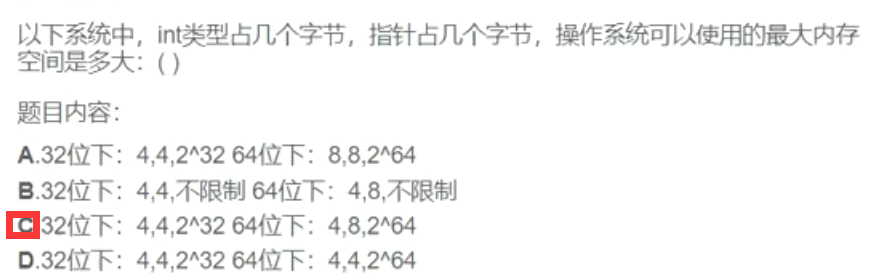 以下系统中，int类型占几个字节，指针占几个字节，操作系统可以使用的最大内存
空间是多大：( )
题目内容：
A.32位下：4,4,2^32 64位下：8,8,2^64
B.32位下：4,4,不限制 64位下：4,8,不限制
C.32位下：4,4,2^32 64位下：4,8,2^64
D.32位下：4,4,2^32 64位下：4,4,2^64